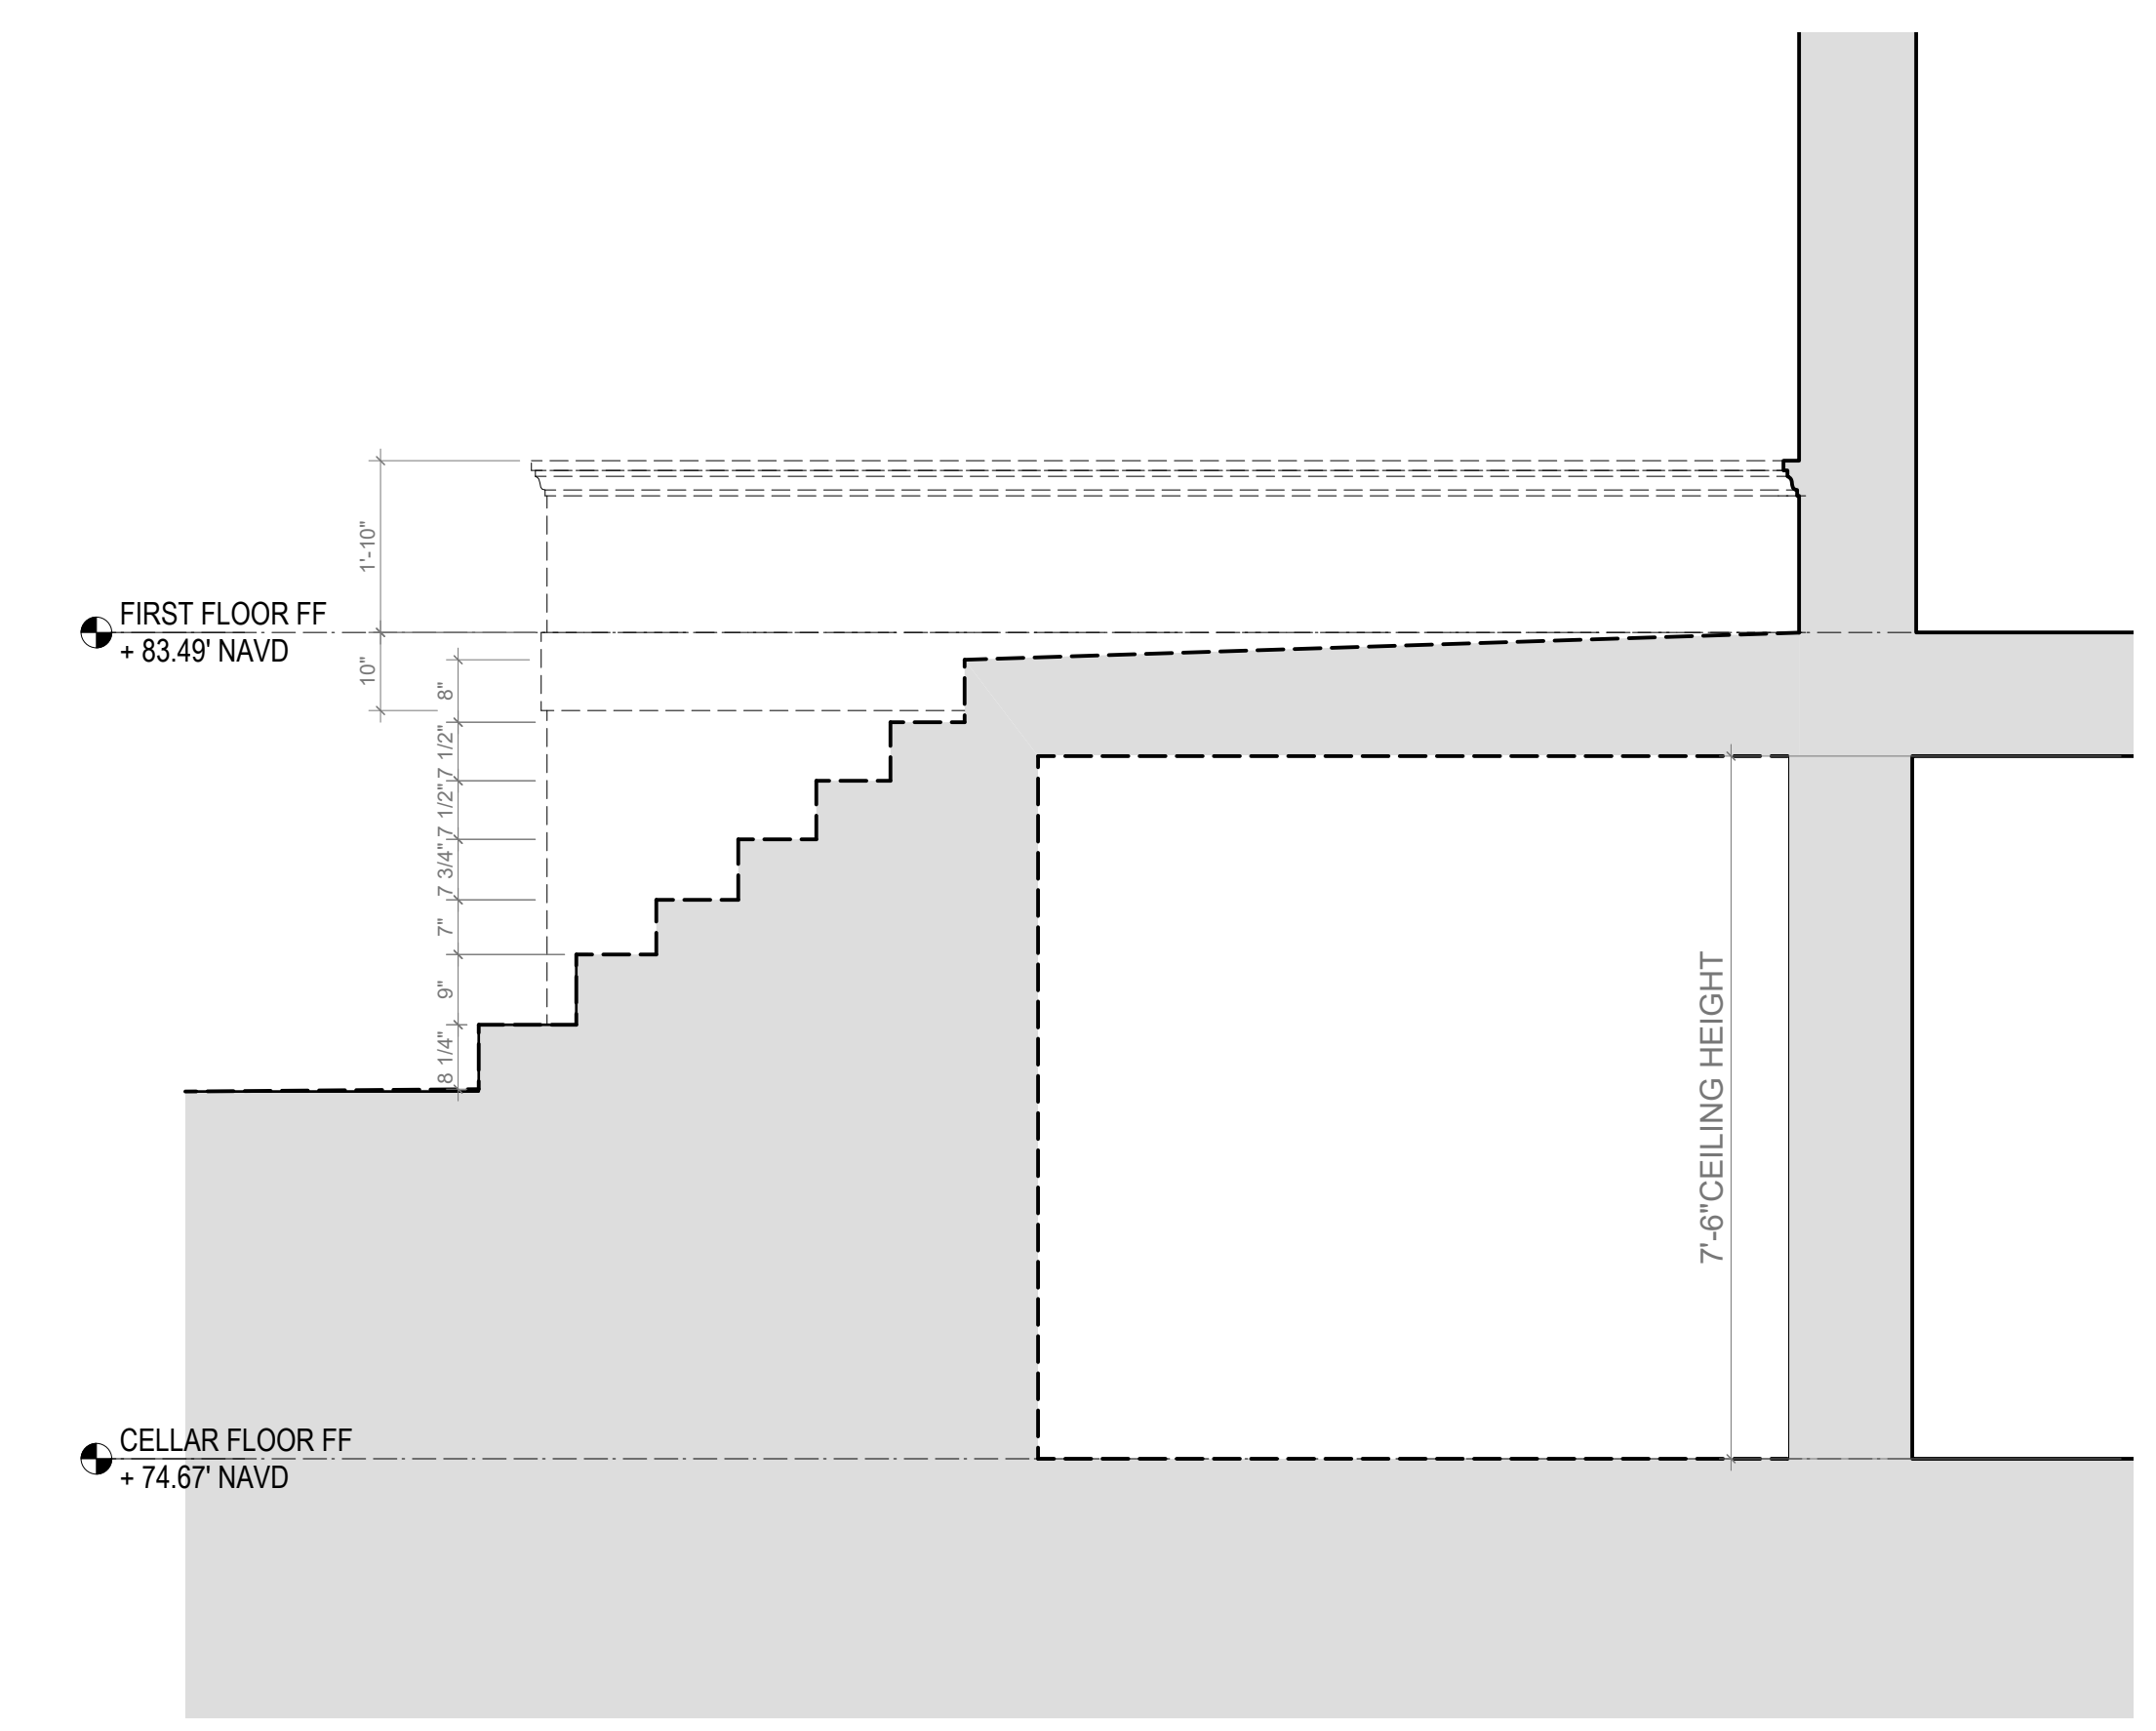 1'-10"
FIRST FLOOR FF
+ 83.49' NAVD
10"
8"
7 1/2"
7 1/2"
7 3/4"
7"
9"
8 1/4"
7'-6"CEILING HEIGHT
CELLAR FLOOR FF
+ 74.67' NAVD